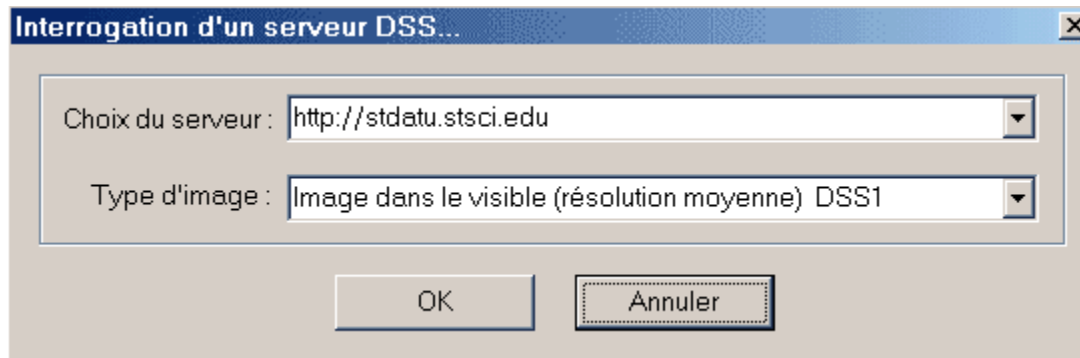 Interrogation d'un serveur DSS...
Choix du serveur : http://stdatu.stsci.edu
Type d'image : Image dans le visible (résolution moyenne) DSS1
OK Annuler